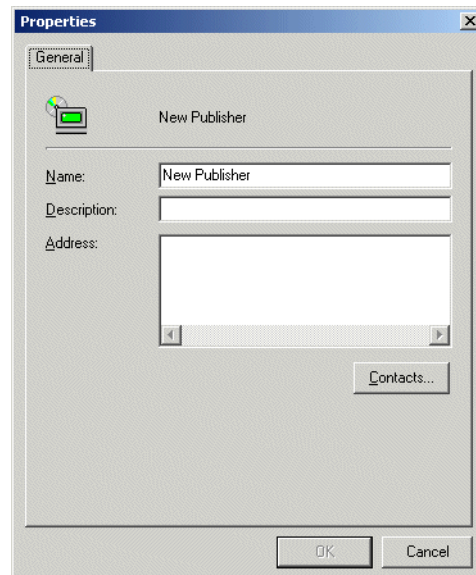 Properties
General
New Publisher
Name: New Publisher
Description:
Address:
Contacts...
OK Cancel